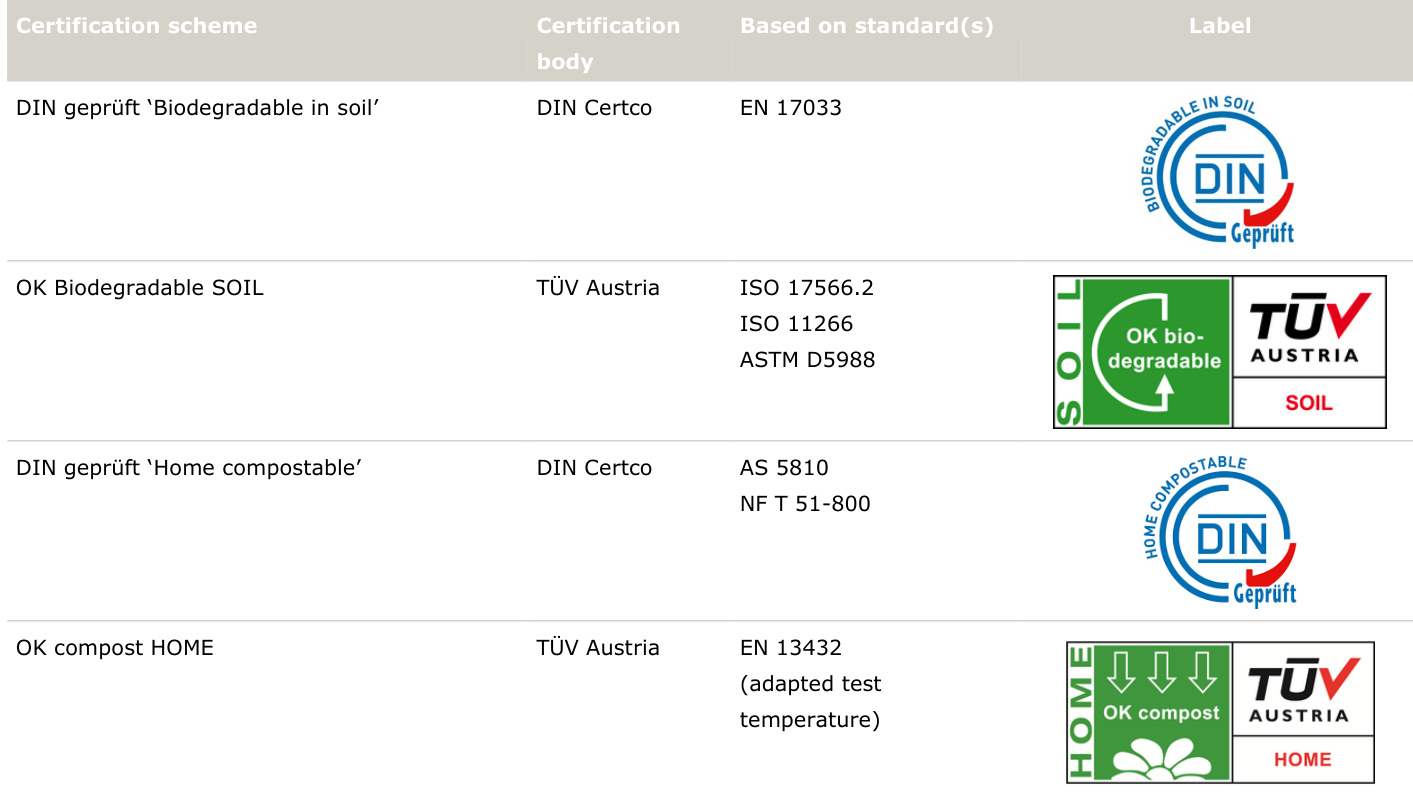 Certification scheme
Certification
body
Based on standard(s)
Label
DIN geprüft ‘Biodegradable in soil’
DIN Certco
EN 17033
BIODEGRADABLE IN SOIL
DIN
Geprüft
OK Biodegradable SOIL
TÜV Austria
ISO 17566.2
ISO 11266
ASTM D5988
SOIL
OK bio-
degradable
TÜV
AUSTRIA
SOIL
DIN geprüft ‘Home compostable’
DIN Certco
AS 5810
NF T 51-800
HOME COMPOSTABLE
DIN
Geprüft
OK compost HOME
TÜV Austria
EN 13432
(adapted test
temperature)
HOME
OK compost
TÜV
AUSTRIA
HOME